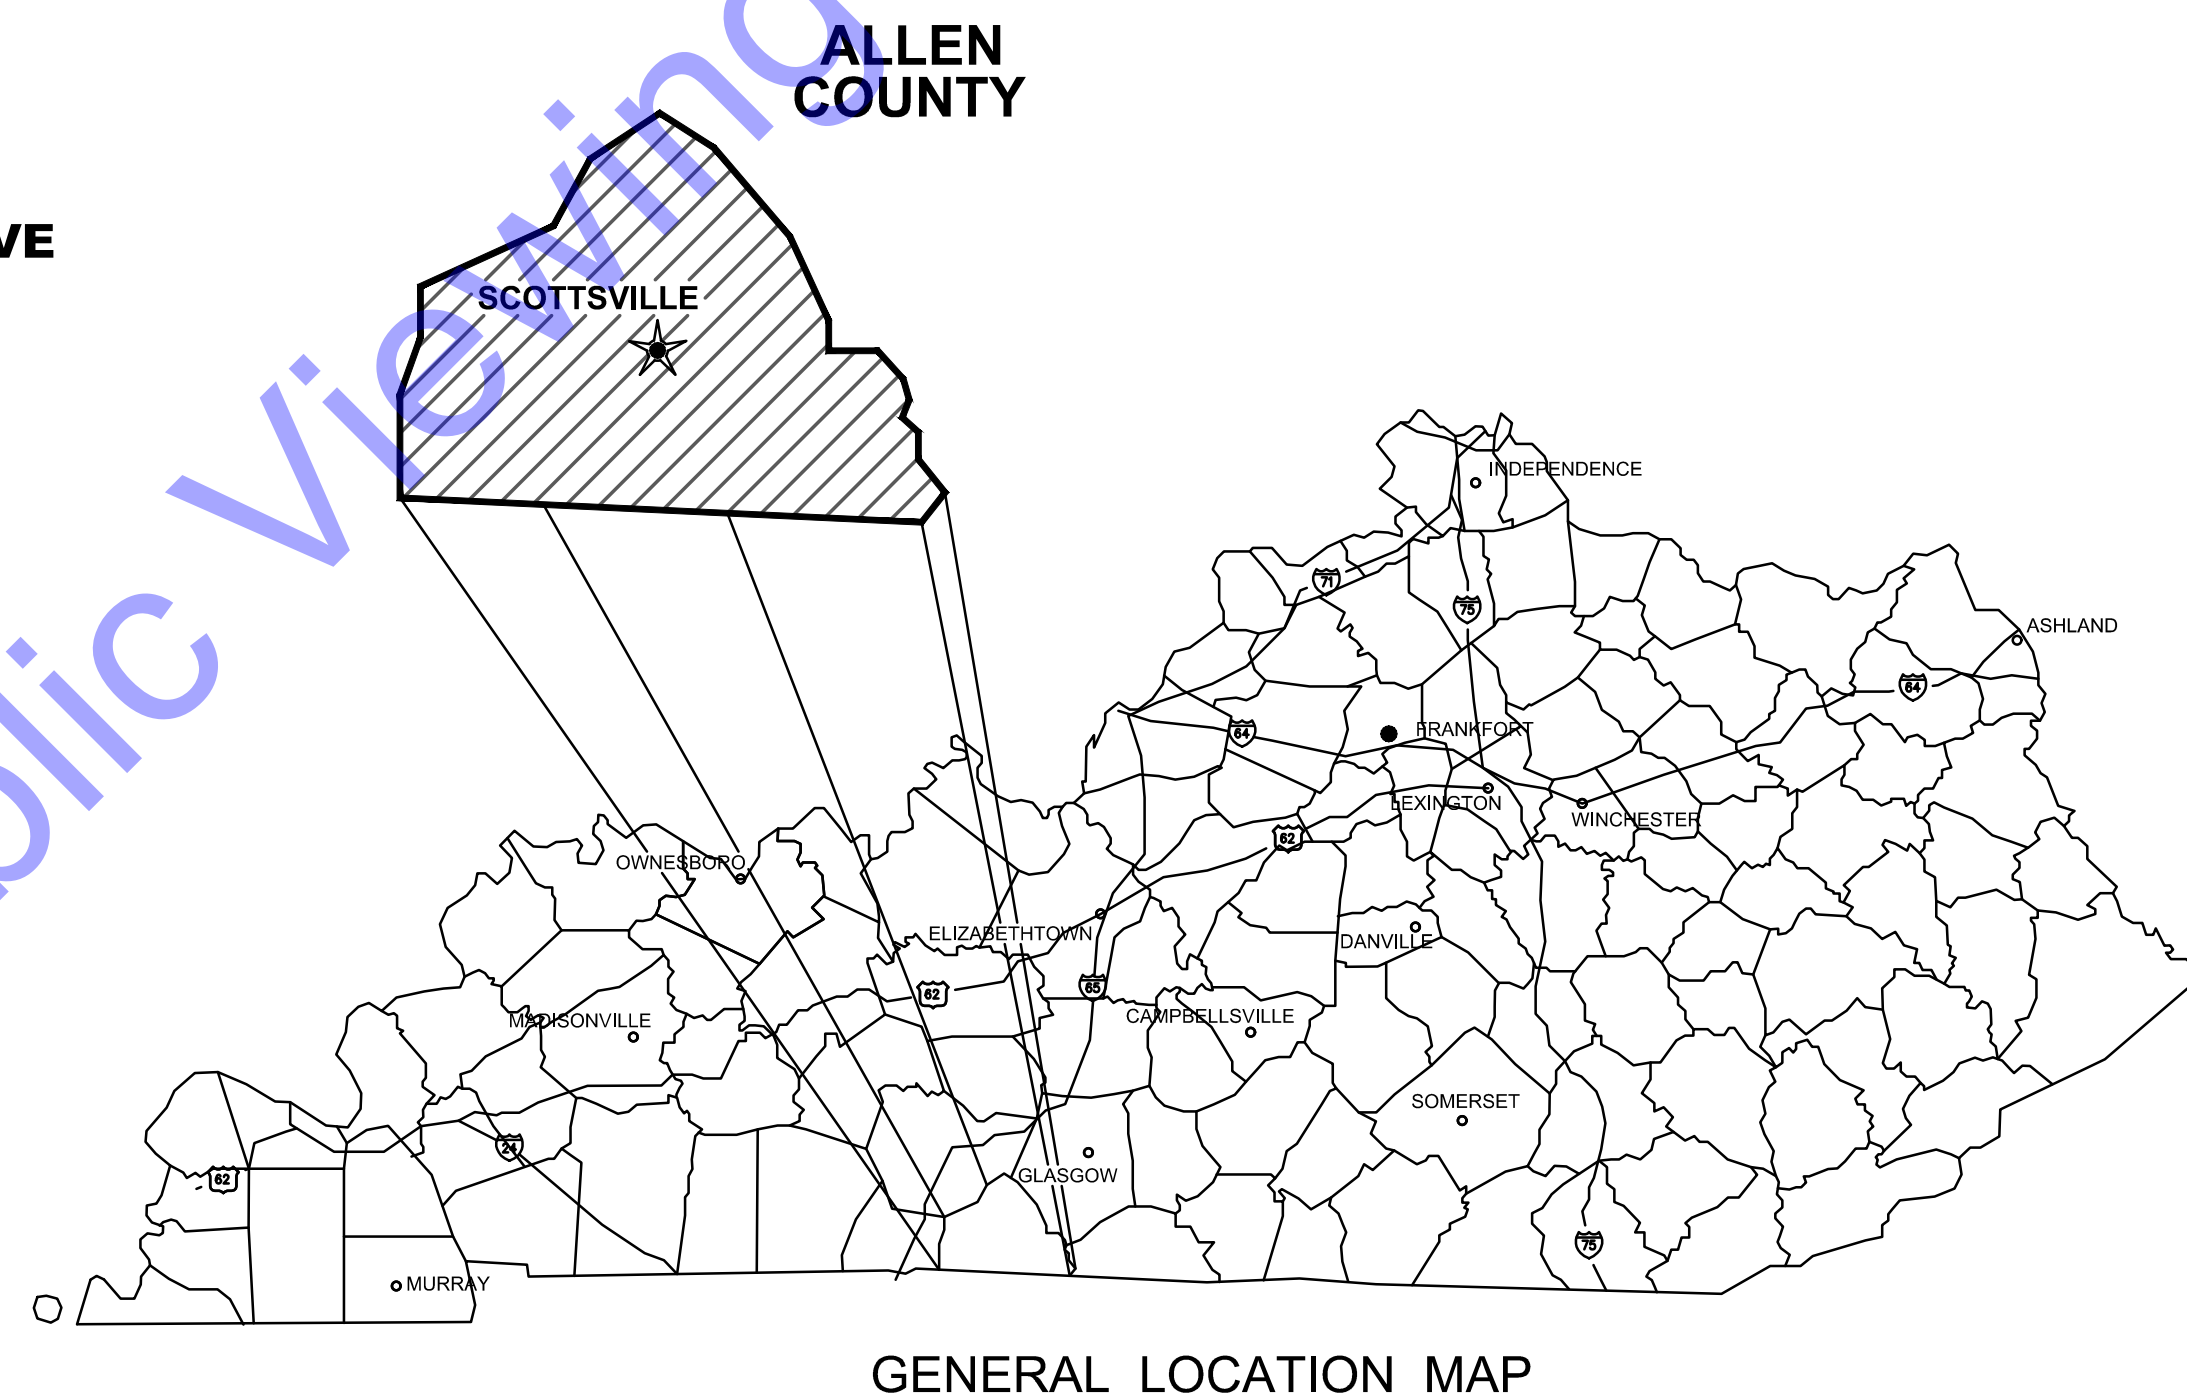 ALLEN
COUNTY
VE
SCOTTSVILLE
INDEPENDENCE
71
75
ASHLAND
64
64
FRANKFORT
LEXINGTON
WINCHESTER
62
OWNESBORO
ELIZABETHTOWN
DANVILLE
62
65
MADISONVILLE
CAMPBELLSVILLE
SOMERSET
24
62
GLASGOW
75
MURRAY
GENERAL LOCATION MAP
blic Viewing